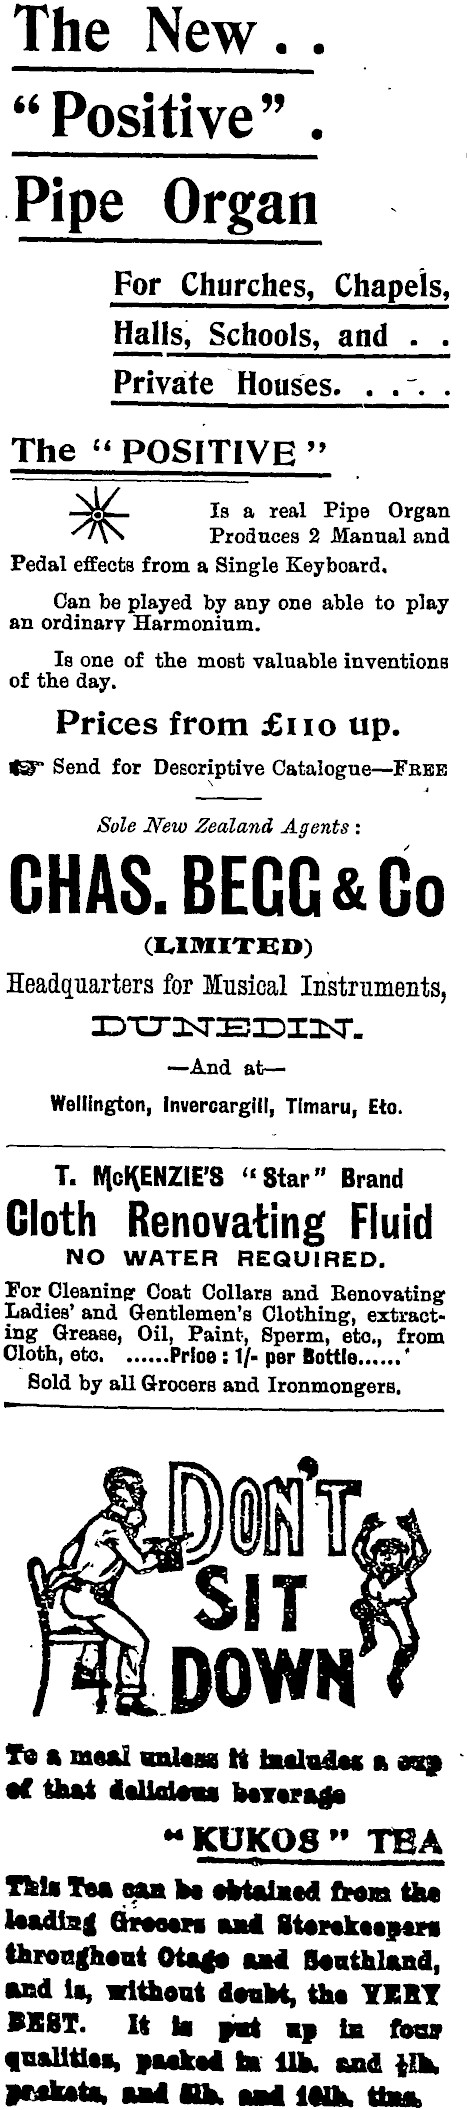 The New . .
"Positive" .
Pipe Organ
For Churches, Chapels,
Halls, Schools, and . .
Private Houses. . . . .
The "POSITIVE"
Is a real Pipe Organ
Produces 2 Manual and
Pedal effects from a Single Keyboard.
Can be played by any one able to play
an ordinary Harmonium.
Is one of the most valuable inventions
of the day.
Prices from £110 up.
☞ Send for Descriptive Catalogue—FREE
Sole New Zealand Agents :
CHAS. BEGG & Co
(LIMITED)
Headquarters for Musical Instruments,
DUNEDIN.
—And at—
Wellington, Invercargill, Timaru, Etc.
T. McKENZIE'S "Star" Brand
Cloth Renovating Fluid
NO WATER REQUIRED.
For Cleaning Coat Collars and Renovating
Ladies' and Gentlemen's Clothing, extract-
ing Grease, Oil, Paint, Sperm, etc., from
Cloth, etc. ......Price : 1/- per Bottle......
Sold by all Grocers and Ironmongers.
DON'T
SIT
DOWN
To a meal unless it includes a cup
of that delicious beverage
"KUKOS" TEA
This Tea can be obtained from the
leading Grocers and Storekeepers
throughout Otago and Southland,
and is, without doubt, the VERY
BEST. It is put up in four
qualities, packed in 1lb. and ½lb.
packets, and 5lb. and 10lb. tins.